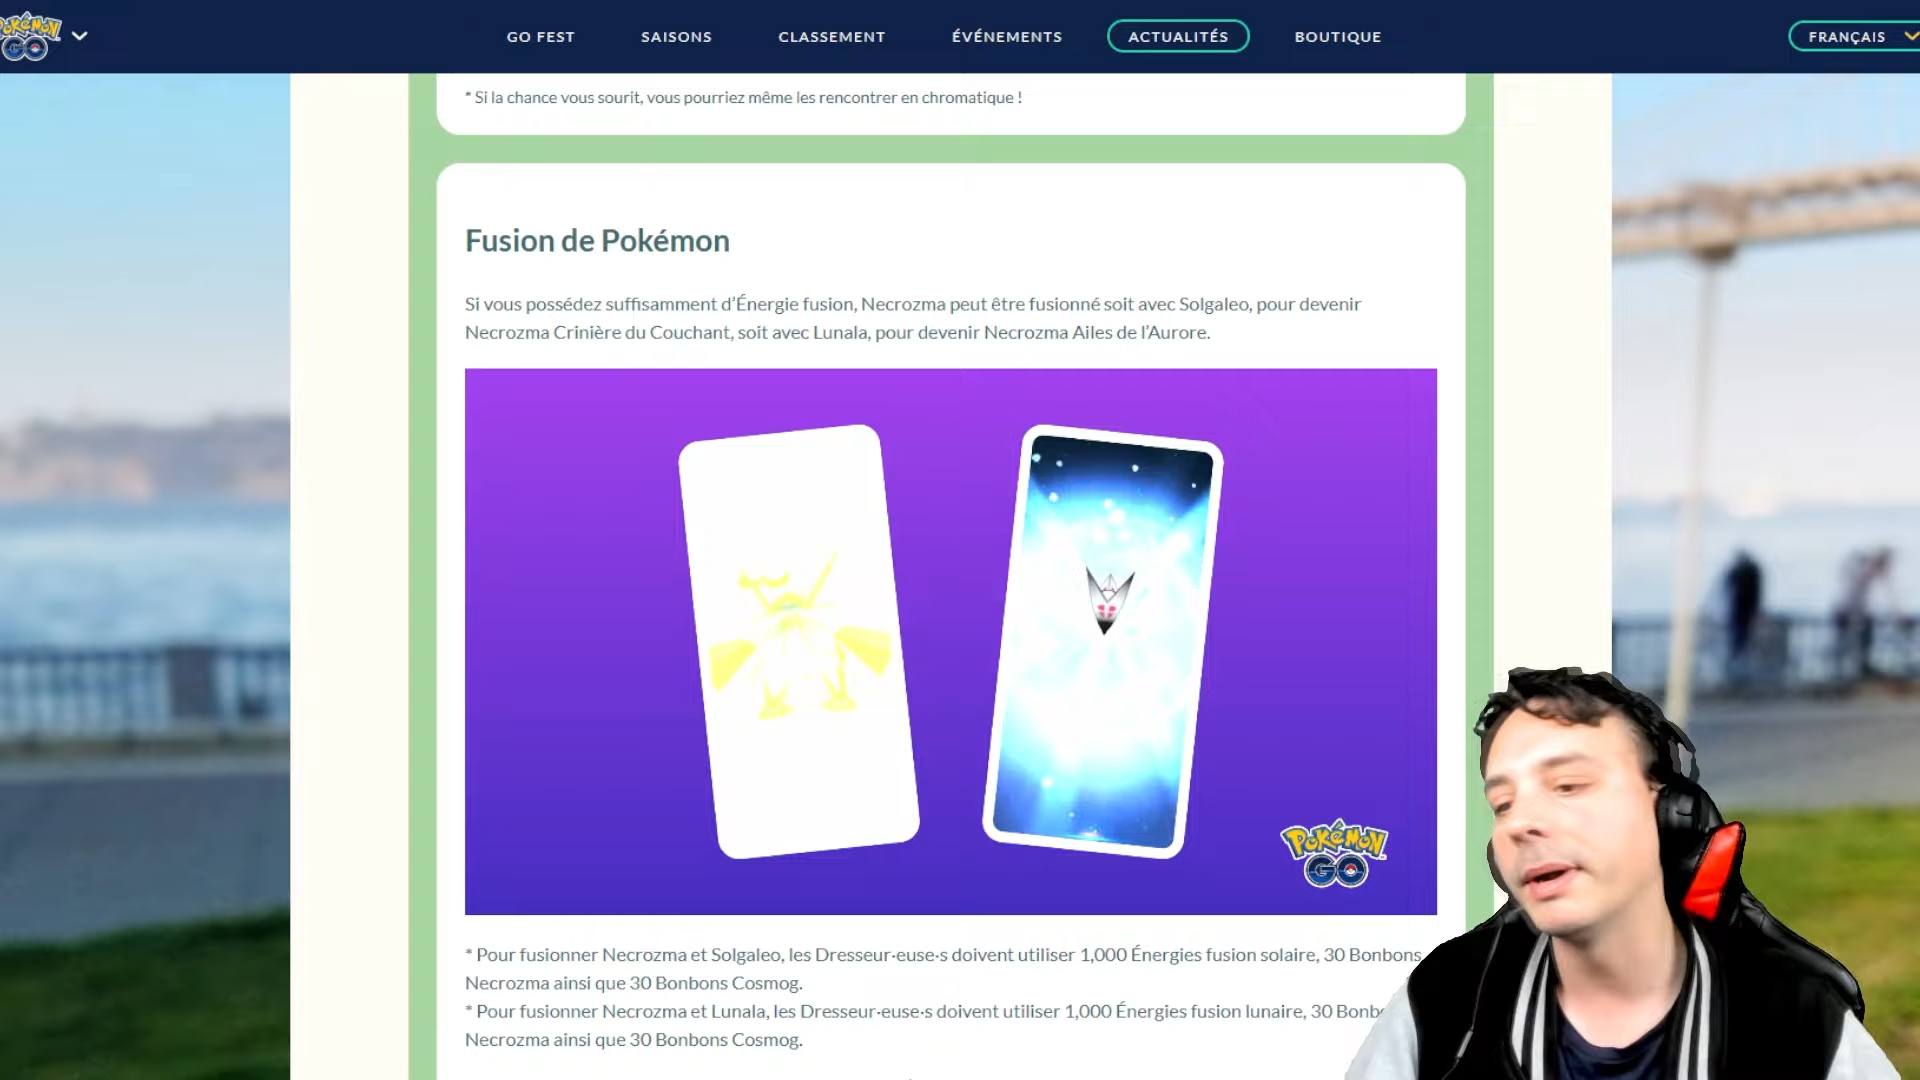 POKÉMON
GO
GO FEST
SAISONS
CLASSEMENT
ÉVÉNEMENTS
ACTUALITÉS
BOUTIQUE
FRANÇAIS
* Si la chance vous sourit, vous pourriez même les rencontrer en chromatique !
Fusion de Pokémon
Si vous possédez suffisamment d’Énergie fusion, Necrozma peut être fusionné soit avec Solgaleo, pour devenir
Necrozma Crinière du Couchant, soit avec Lunala, pour devenir Necrozma Ailes de l’Aurore.
POKÉMON
GO
* Pour fusionner Necrozma et Solgaleo, les Dresseur·euse·s doivent utiliser 1,000 Énergies fusion solaire, 30 Bonbons
Necrozma ainsi que 30 Bonbons Cosmog.
* Pour fusionner Necrozma et Lunala, les Dresseur·euse·s doivent utiliser 1,000 Énergies fusion lunaire, 30
Necrozma ainsi que 30 Bonbons Cosmog.